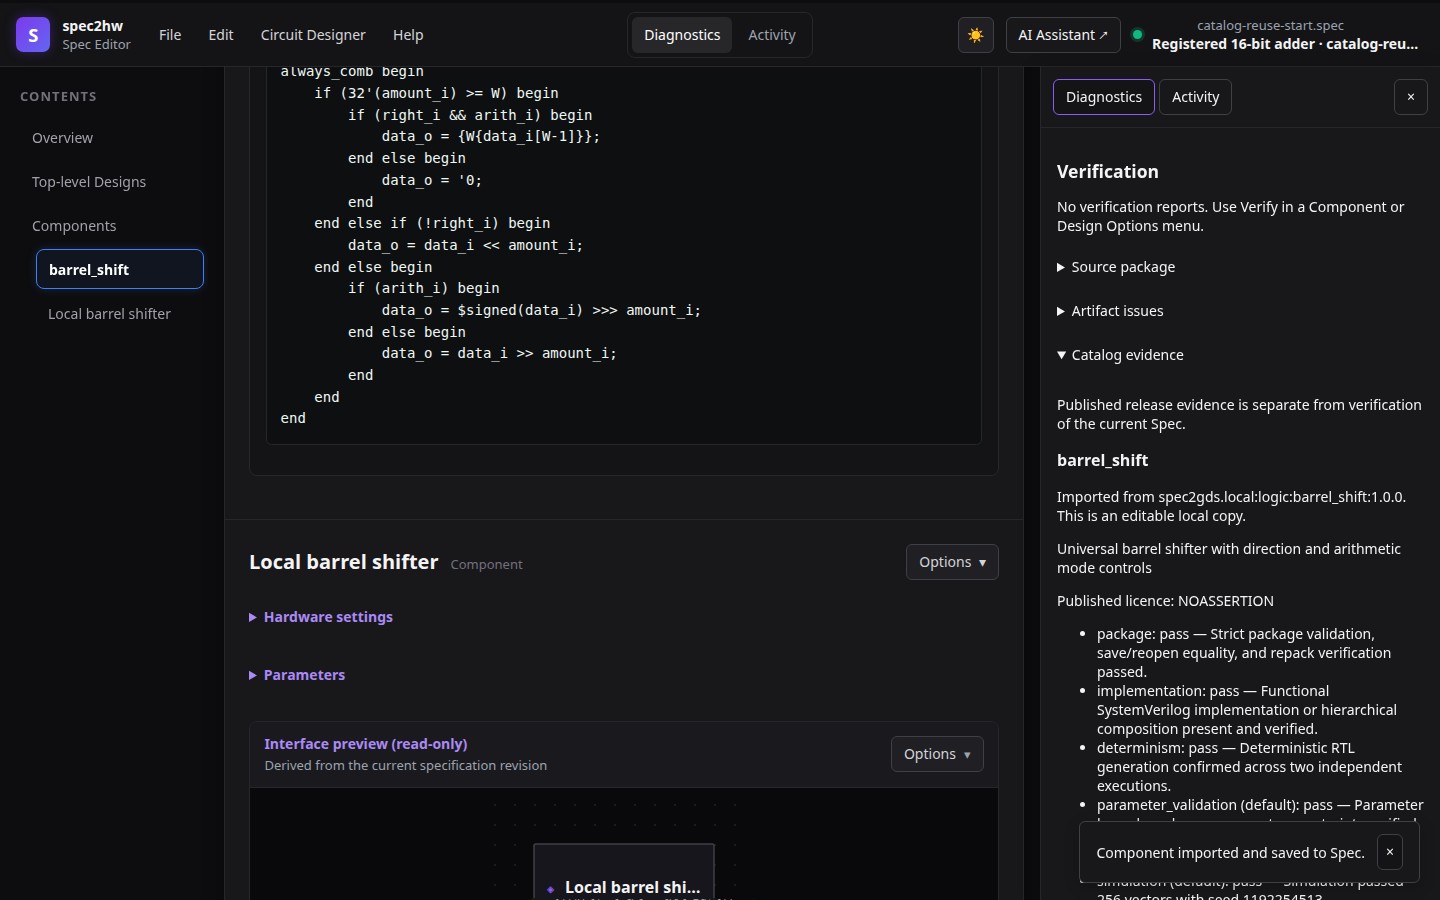 S
spec2hw
Spec Editor
File
Edit
Circuit Designer
Help
Diagnostics
Activity
☀️
AI Assistant ↗
catalog-reuse-start.spec
Registered 16-bit adder · catalog-reu...
CONTENTS
Overview
Top-level Designs
Components
barrel_shift
Local barrel shifter
always_comb begin
    if (32'(amount_i) >= W) begin
        if (right_i && arith_i) begin
            data_o = {W{data_i[W-1]}};
        end else begin
            data_o = '0;
        end
    end else if (!right_i) begin
        data_o = data_i << amount_i;
    end else begin
        if (arith_i) begin
            data_o = $signed(data_i) >>> amount_i;
        end else begin
            data_o = data_i >> amount_i;
        end
    end
end
Local barrel shifter Component
Options ▾
▶ Hardware settings
▶ Parameters
Interface preview (read-only)
Derived from the current specification revision
Options ▾
◈ Local barrel shi...
Diagnostics
Activity
×
Verification
No verification reports. Use Verify in a Component or
Design Options menu.
▶ Source package
▶ Artifact issues
▼ Catalog evidence
Published release evidence is separate from verification
of the current Spec.
barrel_shift
Imported from spec2gds.local:logic:barrel_shift:1.0.0.
This is an editable local copy.
Universal barrel shifter with direction and arithmetic
mode controls
Published licence: NOASSERTION
• package: pass — Strict package validation,
save/reopen equality, and repack verification
passed.
• implementation: pass — Functional
SystemVerilog implementation or hierarchical
composition present and verified.
• determinism: pass — Deterministic RTL
generation confirmed across two independent
executions.
• parameter_validation (default): pass — Parameter
Component imported and saved to Spec.
×
• simulation (default): pass — Simulation passed
256 vectors with seed 1192254513